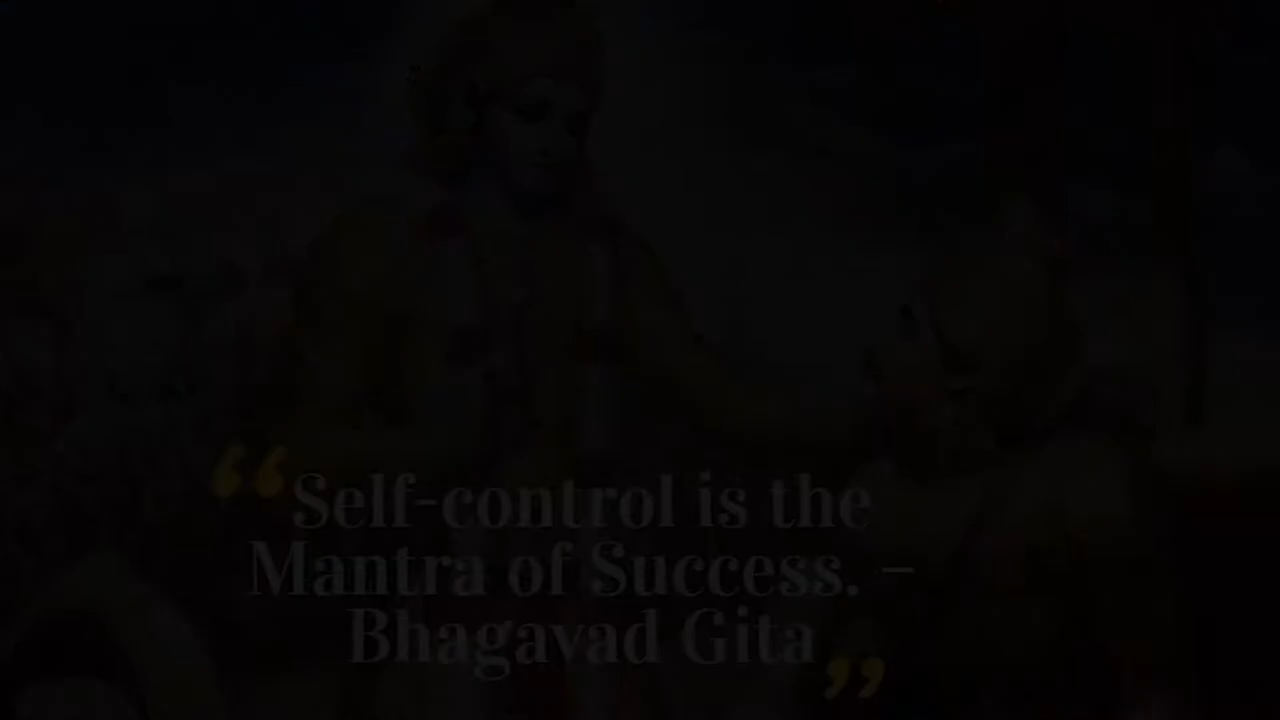 “Self-control is the
Mantra of Success. –
Bhagavad Gita”